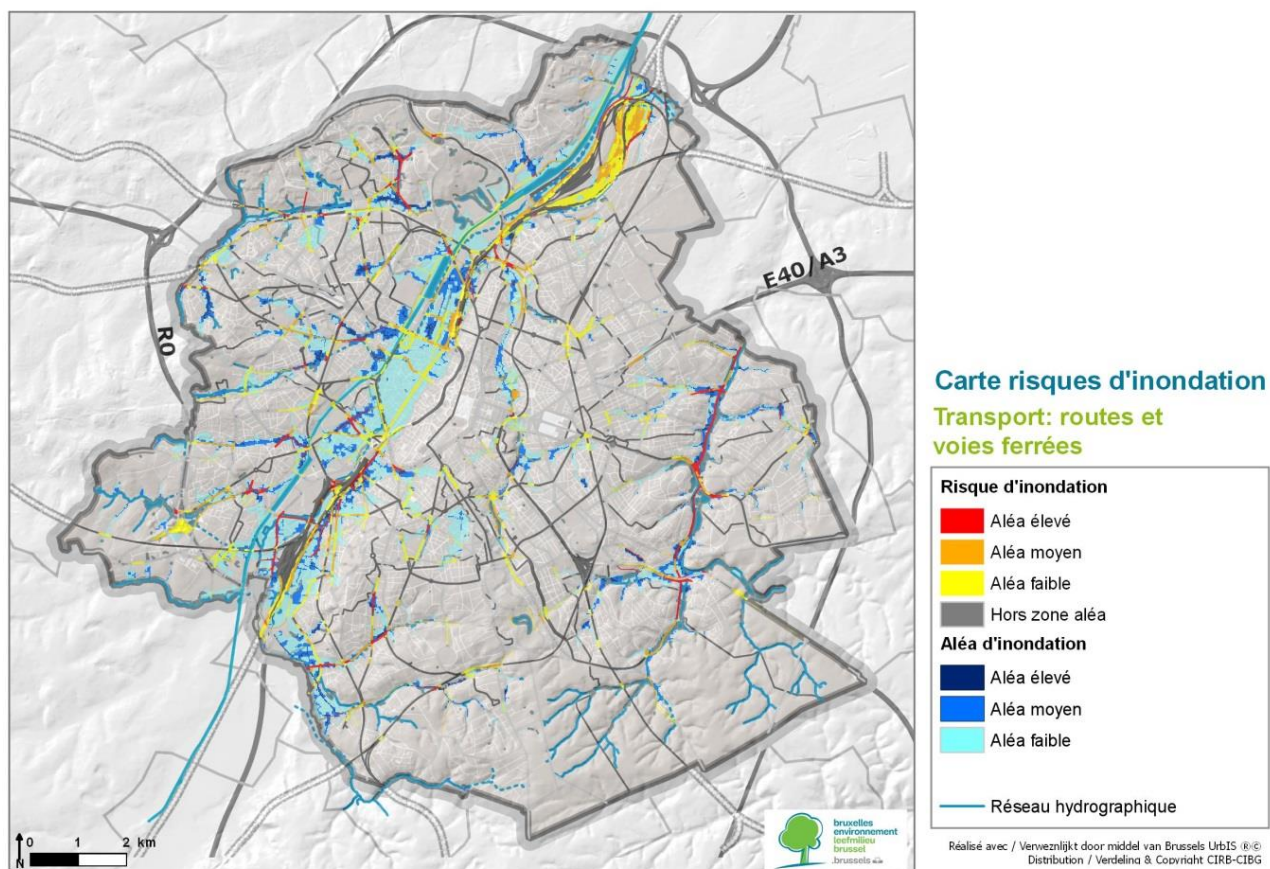 E40/A3
R0
0 1 2 km
N
bruxelles
environnement
leefmilieu
brussel
.brussels
Carte risques d'inondation
Transport: routes et
voies ferrées
Risque d'inondation
Aléa élevé
Aléa moyen
Aléa faible
Hors zone aléa
Aléa d'inondation
Aléa élevé
Aléa moyen
Aléa faible
Réseau hydrographique
Réalisé avec / Verweznlijkt door middel van Brussels UrbIS ®©
Distribution / Verdeling & Copyright CIRB-CIBG